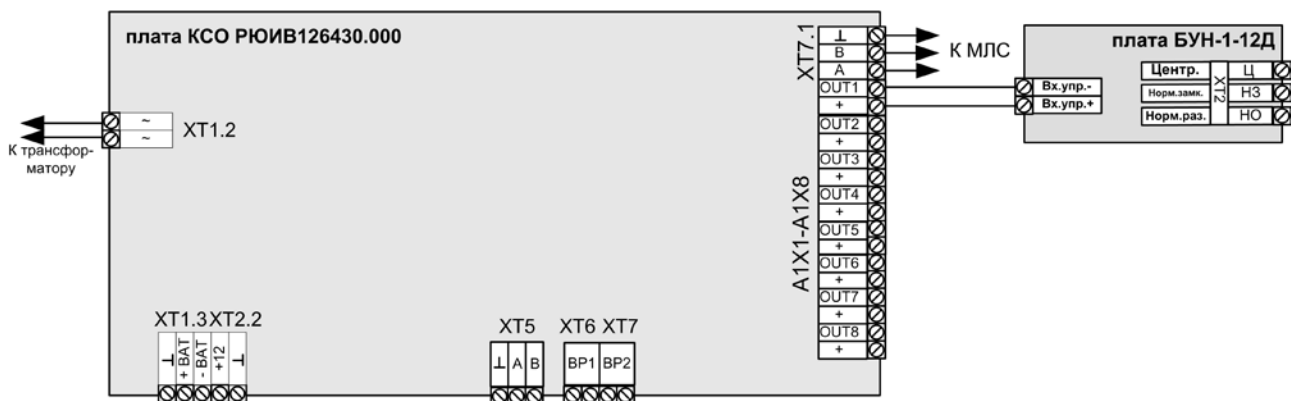 плата КСО РЮИВ126430.000
XT7.1
⊥
B
A
К МЛС
OUT1
+
OUT2
+
OUT3
+
OUT4
+
OUT5
+
OUT6
+
OUT7
+
OUT8
+
A1X1-A1X8
плата БУН-1-12Д
Вх.упр.-
Вх.упр.+
Центр.
Норм.замк.
Норм.раз.
XT2
Ц
НЗ
НО
~
~
XT1.2
К трансфор-
матору
XT1.3
XT2.2
⊥
+ BAT
- BAT
+12
⊥
XT5
⊥
A
B
XT6
XT7
BP1
BP2